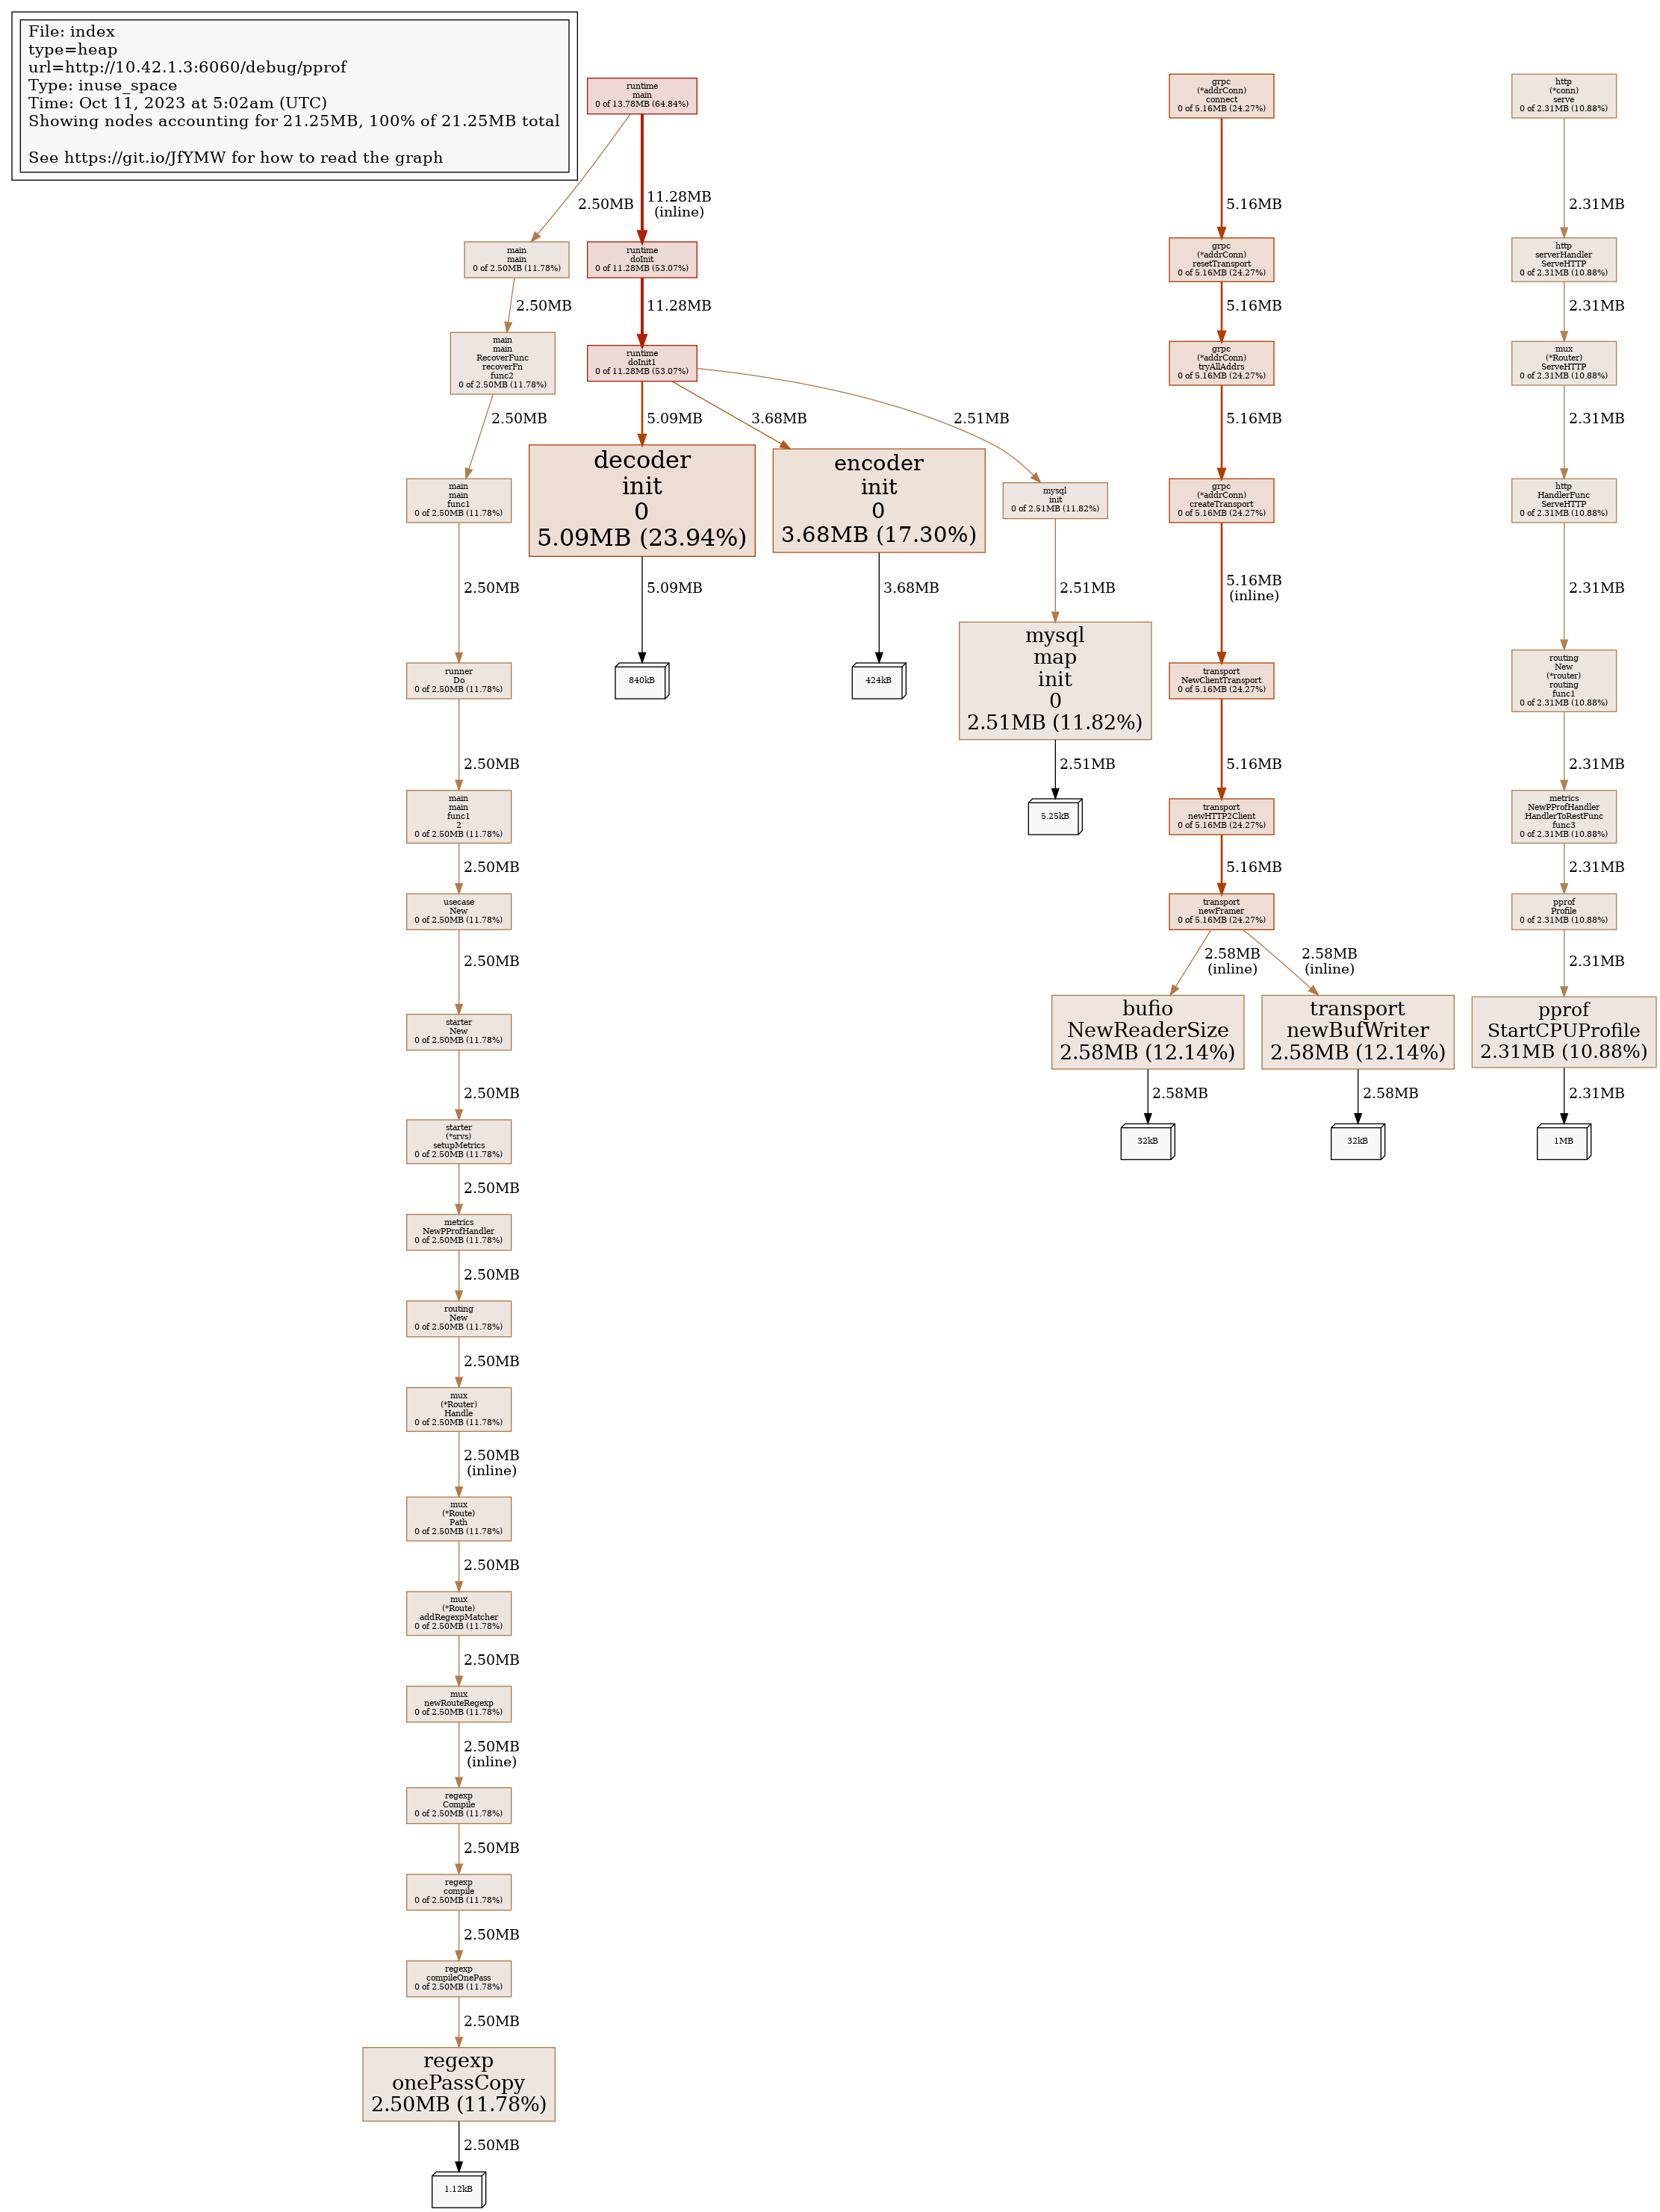 File: index
type=heap
url=http://10.42.1.3:6060/debug/pprof
Type: inuse_space
Time: Oct 11, 2023 at 5:02am (UTC)
Showing nodes accounting for 21.25MB, 100% of 21.25MB total
See https://git.io/JfYMW for how to read the graph
runtime
main
0 of 13.78MB (64.84%)
2.50MB
11.28MB
(inline)
main
main
0 of 2.50MB (11.78%)
2.50MB
main
main
RecoverFunc
recoverFn
func2
0 of 2.50MB (11.78%)
2.50MB
main
main
func1
0 of 2.50MB (11.78%)
2.50MB
runner
Do
0 of 2.50MB (11.78%)
2.50MB
main
main
func1
2
0 of 2.50MB (11.78%)
2.50MB
usecase
New
0 of 2.50MB (11.78%)
2.50MB
starter
New
0 of 2.50MB (11.78%)
2.50MB
starter
(*srvs)
setupMetrics
0 of 2.50MB (11.78%)
2.50MB
metrics
NewPProfHandler
0 of 2.50MB (11.78%)
2.50MB
routing
New
0 of 2.50MB (11.78%)
2.50MB
mux
(*Router)
Handle
0 of 2.50MB (11.78%)
2.50MB
(inline)
mux
(*Route)
Path
0 of 2.50MB (11.78%)
2.50MB
mux
(*Route)
addRegexpMatcher
0 of 2.50MB (11.78%)
2.50MB
mux
newRouteRegexp
0 of 2.50MB (11.78%)
2.50MB
(inline)
regexp
Compile
0 of 2.50MB (11.78%)
2.50MB
regexp
compile
0 of 2.50MB (11.78%)
2.50MB
regexp
compileOnePass
0 of 2.50MB (11.78%)
2.50MB
regexp
onePassCopy
2.50MB (11.78%)
2.50MB
1.12kB
runtime
doInit
0 of 11.28MB (53.07%)
11.28MB
runtime
doInit1
0 of 11.28MB (53.07%)
5.09MB
3.68MB
2.51MB
decoder
init
0
5.09MB (23.94%)
5.09MB
840kB
encoder
init
0
3.68MB (17.30%)
3.68MB
424kB
mysql
init
0 of 2.51MB (11.82%)
2.51MB
mysql
map
init
0
2.51MB (11.82%)
2.51MB
5.25kB
grpc
(*addrConn)
connect
0 of 5.16MB (24.27%)
5.16MB
grpc
(*addrConn)
resetTransport
0 of 5.16MB (24.27%)
5.16MB
grpc
(*addrConn)
tryAllAddrs
0 of 5.16MB (24.27%)
5.16MB
grpc
(*addrConn)
createTransport
0 of 5.16MB (24.27%)
5.16MB
(inline)
transport
NewClientTransport
0 of 5.16MB (24.27%)
5.16MB
transport
newHTTP2Client
0 of 5.16MB (24.27%)
5.16MB
transport
newFramer
0 of 5.16MB (24.27%)
2.58MB
(inline)
2.58MB
(inline)
bufio
NewReaderSize
2.58MB (12.14%)
2.58MB
32kB
transport
newBufWriter
2.58MB (12.14%)
2.58MB
32kB
http
(*conn)
serve
0 of 2.31MB (10.88%)
2.31MB
http
serverHandler
ServeHTTP
0 of 2.31MB (10.88%)
2.31MB
mux
(*Router)
ServeHTTP
0 of 2.31MB (10.88%)
2.31MB
http
HandlerFunc
ServeHTTP
0 of 2.31MB (10.88%)
2.31MB
routing
New
(*router)
routing
func1
0 of 2.31MB (10.88%)
2.31MB
metrics
NewPProfHandler
HandlerToRestFunc
func3
0 of 2.31MB (10.88%)
2.31MB
pprof
Profile
0 of 2.31MB (10.88%)
2.31MB
pprof
StartCPUProfile
2.31MB (10.88%)
2.31MB
1MB